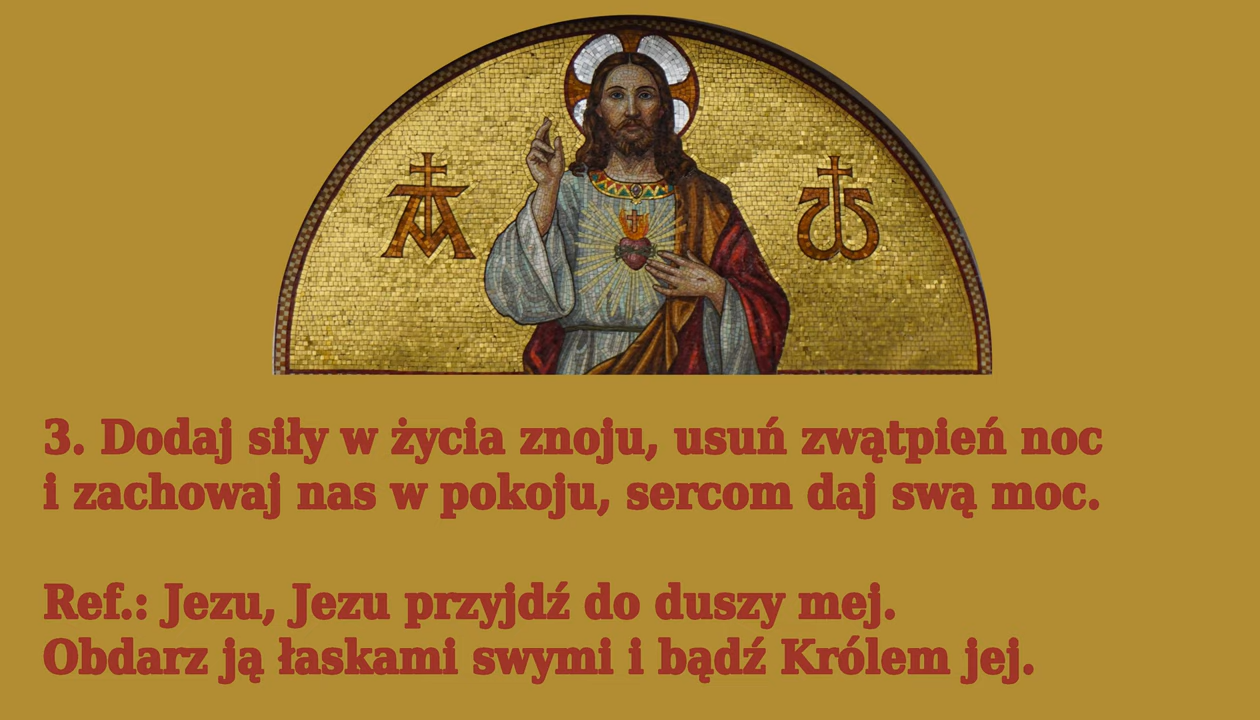 Α Ω
3. Dodaj siły w życia znoju, usuń zwątpień noc
i zachowaj nas w pokoju, sercom daj swą moc.
Ref.: Jezu, Jezu przyjdź do duszy mej.
Obdarz ją łaskami swymi i bądź Królem jej.